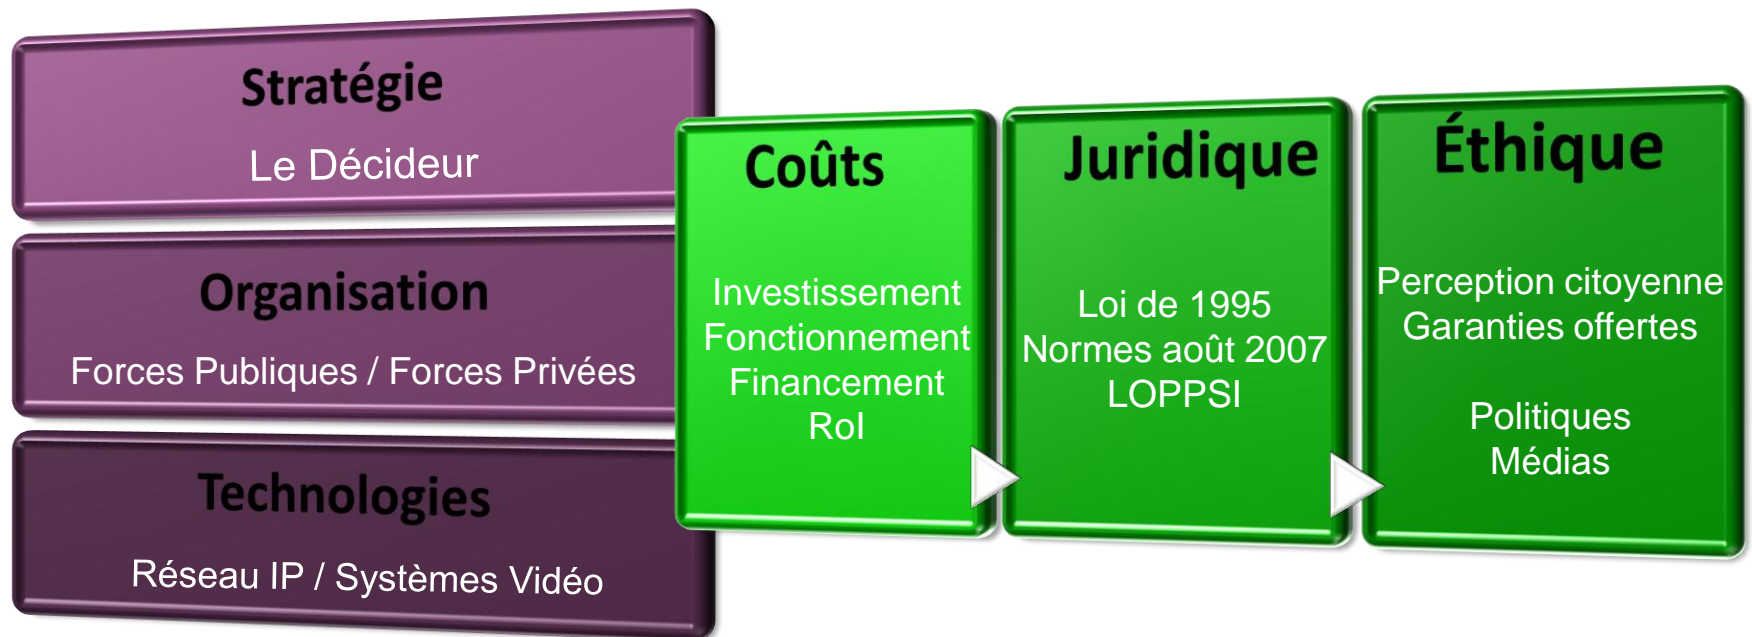 Stratégie
Le Décideur
Organisation
Forces Publiques / Forces Privées
Technologies
Réseau IP / Systèmes Vidéo
Coûts
Investissement
Fonctionnement
Financement
RoI
Juridique
Loi de 1995
Normes août 2007
LOPPSI
Éthique
Perception citoyenne
Garanties offertes
Politiques
Médias